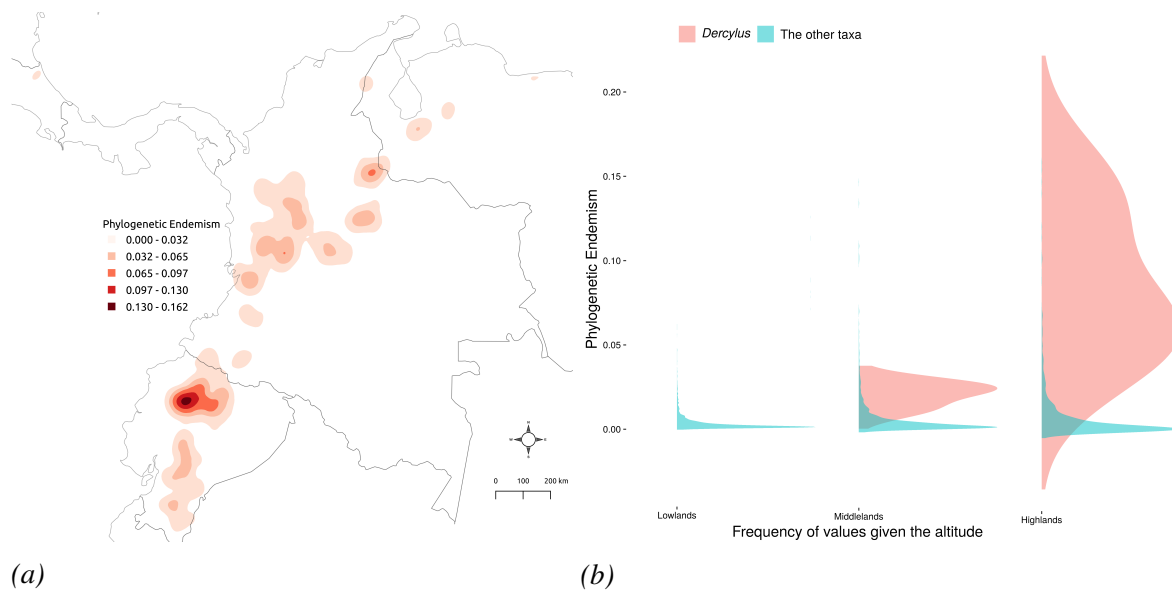 Phylogenetic Endemism
0.000 - 0.032
0.032 - 0.065
0.065 - 0.097
0.097 - 0.130
0.130 - 0.162
N
W E
S
0 100 200 km
(a)
Dercylus The other taxa
Phylogenetic Endemism
0.20
0.15
0.10
0.05
0.00
Lowlands
Middlelands
Highlands
Frequency of values given the altitude
(b)